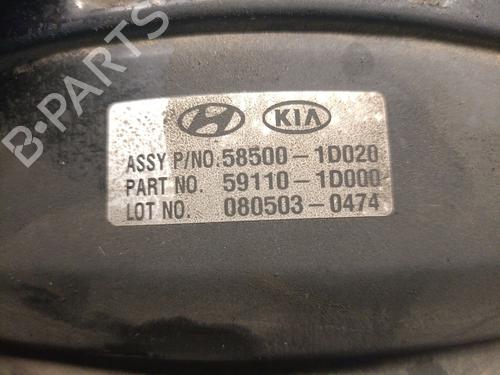 B-PARTS
KIA
ASSY P/NO. 58500-1D020
PART NO. 59110-1D000
LOT NO. 080503-0474